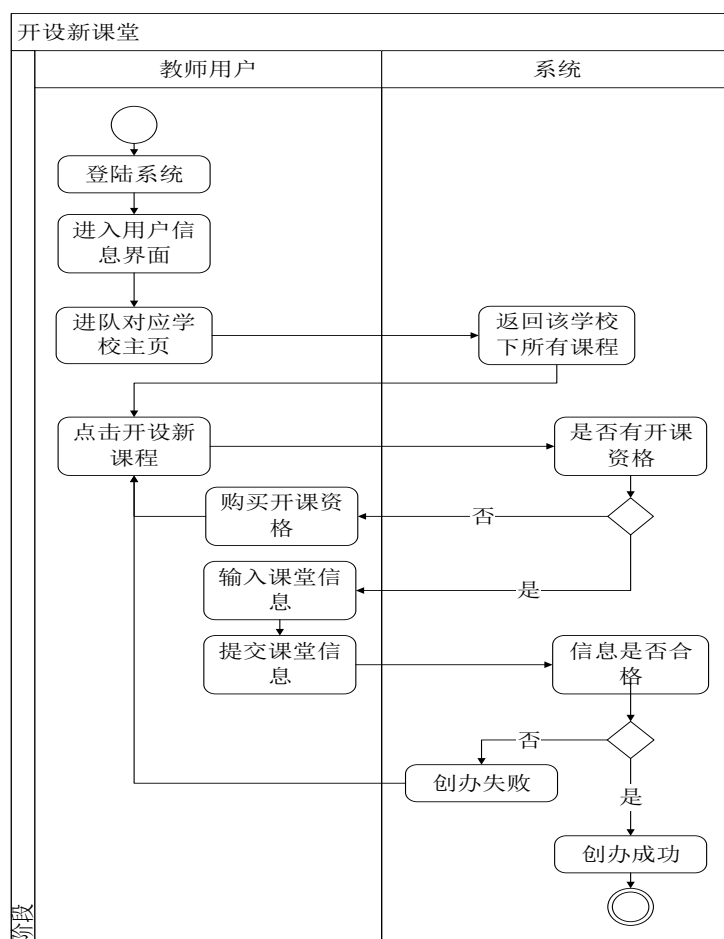 开设新课堂
教师用户
系统
登陆系统
进入用户信
息界面
进队对应学
校主页
返回该学校
下所有课程
点击开设新
课程
是否有开课
资格
购买开课资
格
否
输入课堂信
息
是
提交课堂信
息
信息是否合
格
否
创办失败
是
创办成功
阶段